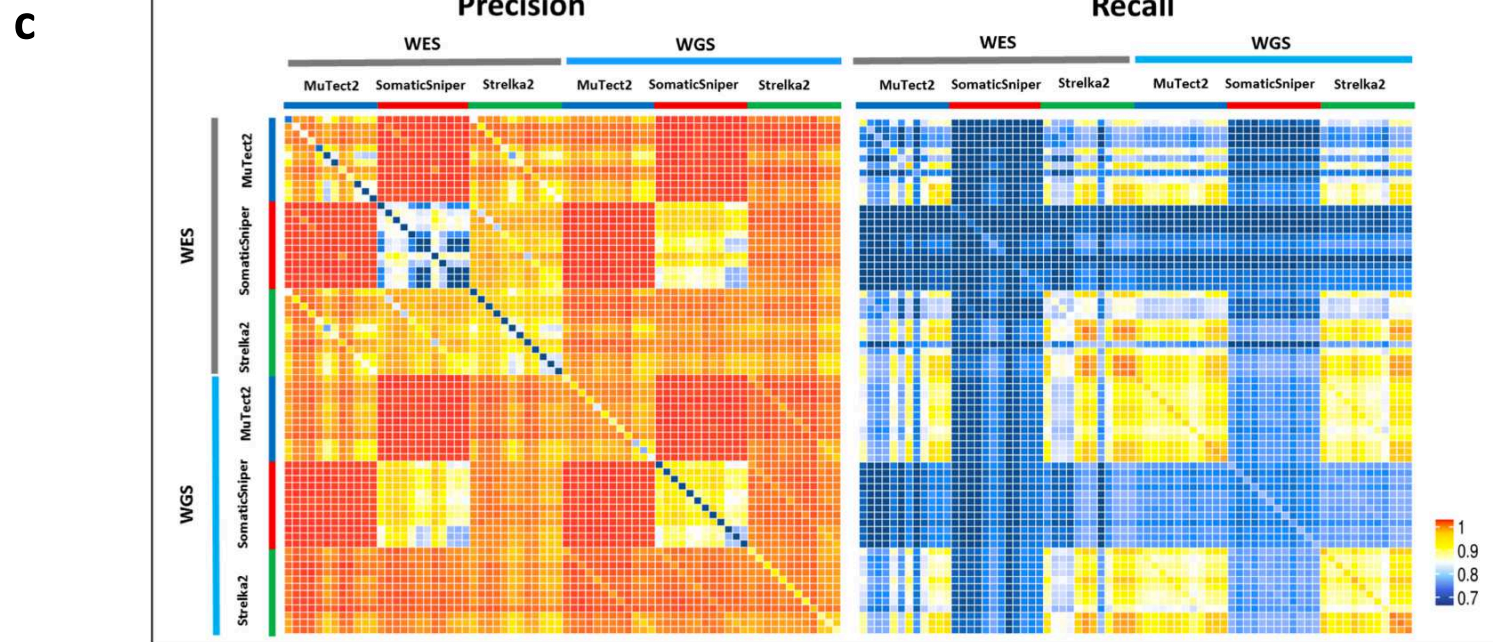 c
Precision
Recall
WES
WGS
WES
WGS
MuTect2 SomaticSniper Strelka2 MuTect2 SomaticSniper Strelka2
MuTect2 SomaticSniper Strelka2 MuTect2 SomaticSniper Strelka2
WES
MuTect2
SomaticSniper
Strelka2
WGS
MuTect2
SomaticSniper
Strelka2
1
0.9
0.8
0.7